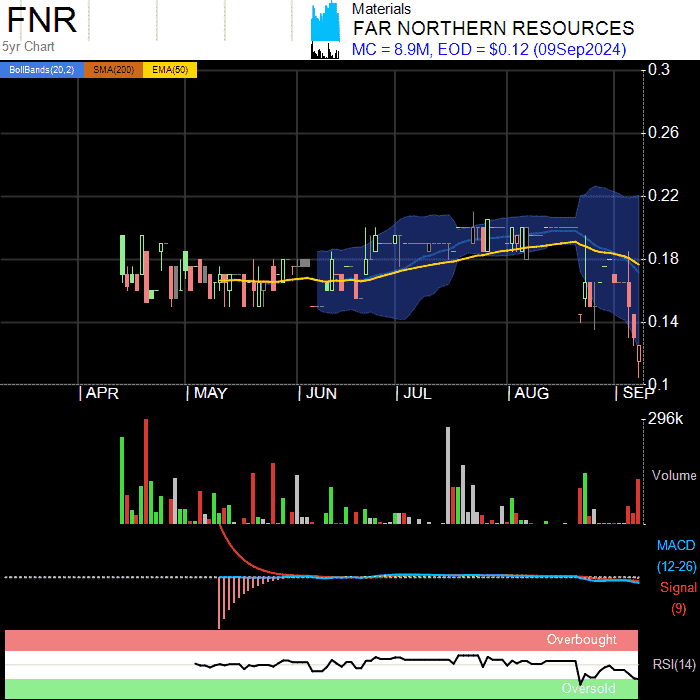 FNR
5yr Chart
Materials
FAR NORTHERN RESOURCES
MC = 8.9M, EOD = $0.12 (09Sep2024)
BollBands(20,2) SMA(200) EMA(50)
0.3
0.26
0.22
0.18
0.14
0.1
APR MAY JUN JUL AUG SEP
296k
Volume
MACD
(12-26)
Signal
(9)
Overbought
RSI(14)
Oversold